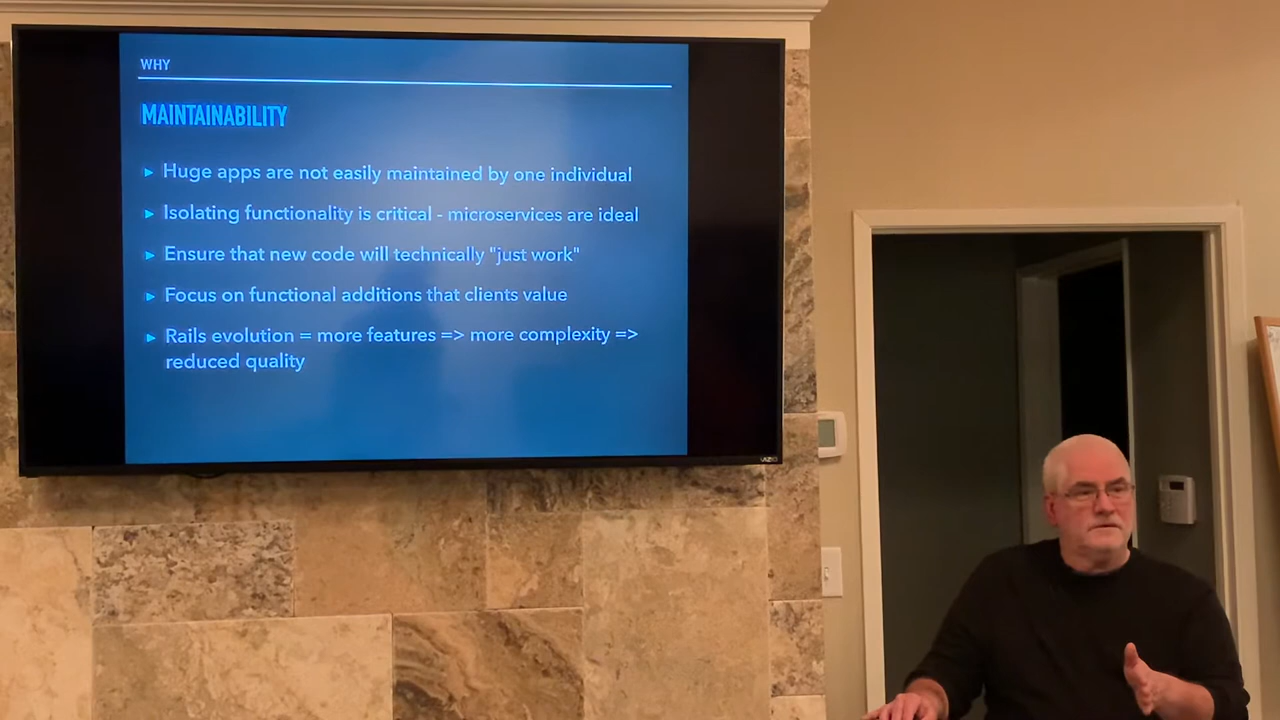 WHY
MAINTAINABILITY
▸ Huge apps are not easily maintained by one individual
▸ Isolating functionality is critical - microservices are ideal
▸ Ensure that new code will technically "just work"
▸ Focus on functional additions that clients value
▸ Rails evolution = more features => more complexity =>
reduced quality
VIZIO